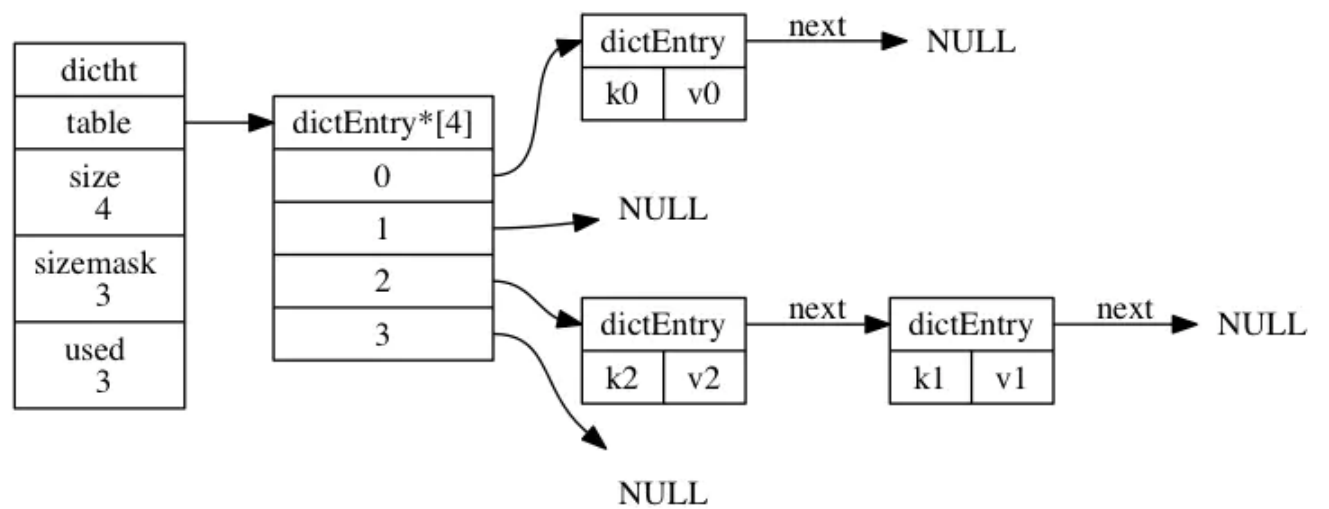 dictht
table
size
4
sizemask
3
used
3
dictEntry*[4]
0
1
2
3
dictEntry
k0
v0
next
NULL
NULL
dictEntry
k2
v2
next
dictEntry
k1
v1
next
NULL
NULL